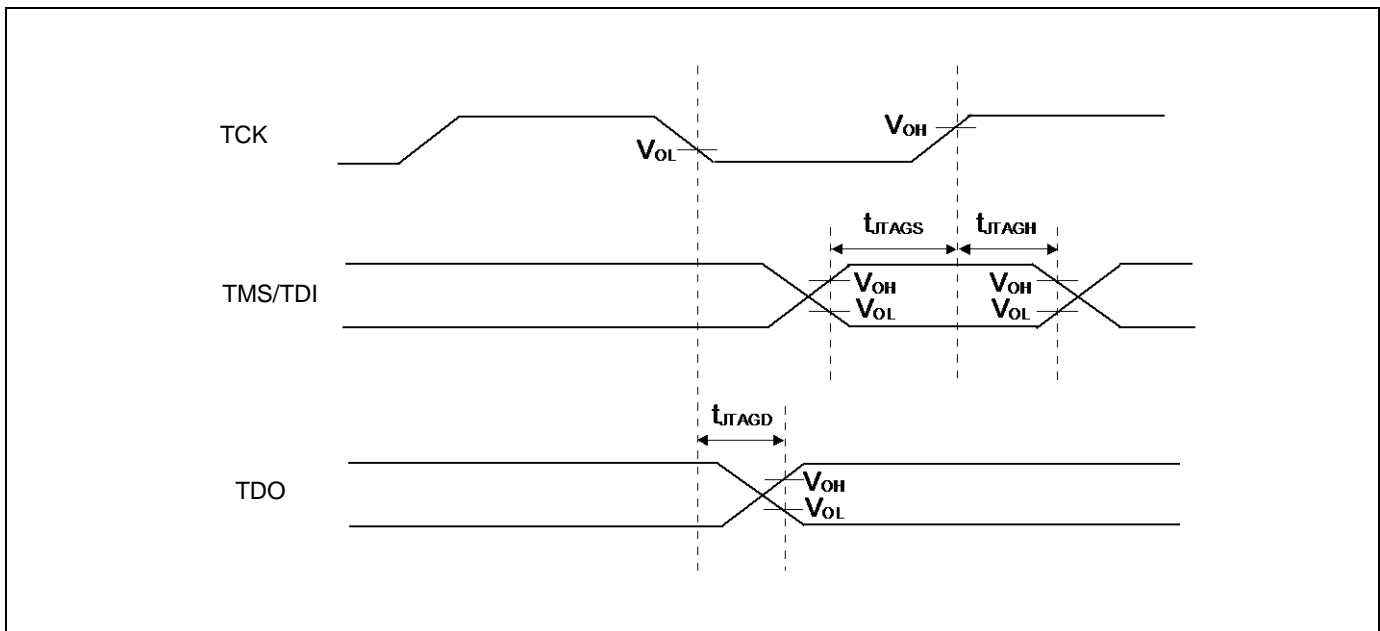 TCK
VOH
VOL
tJTAGS
tJTAGH
TMS/TDI
VOH
VOH
VOL
VOL
tJTAGD
TDO
VOH
VOL